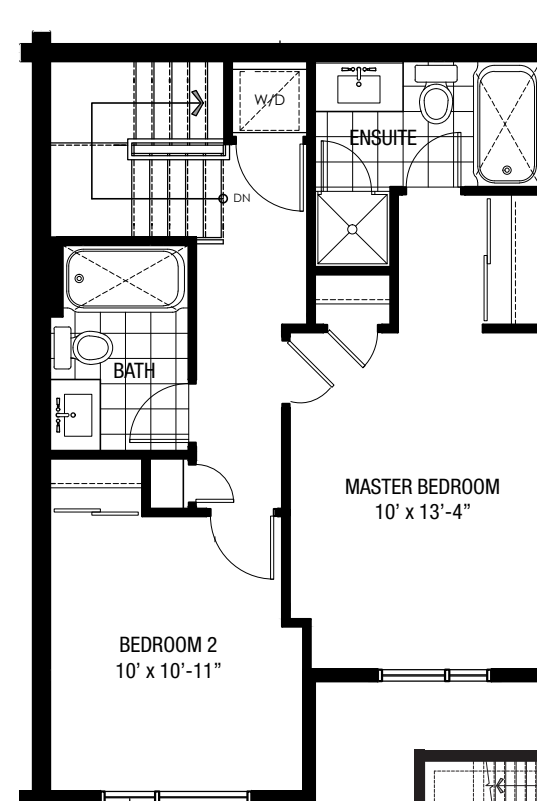 W/D
ENSUITE
DN
BATH
MASTER BEDROOM
10’ x 13’-4”
BEDROOM 2
10’ x 10’-11”